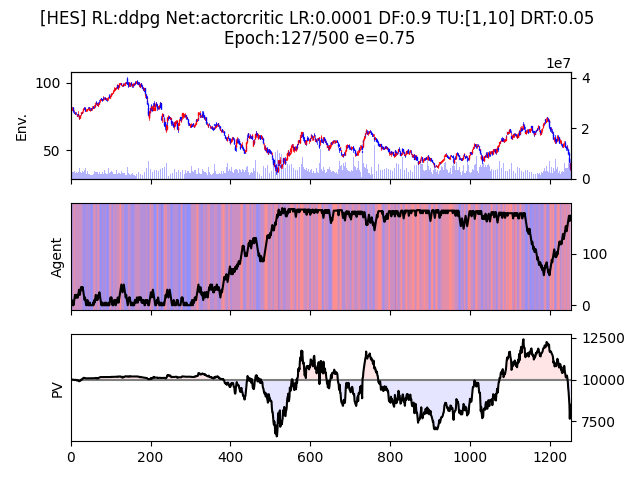 [HES] RL:ddpg Net:actorcritic LR:0.0001 DF:0.9 TU:[1,10] DRT:0.05
Epoch:127/500 e=0.75
1e7
100
50
Env.
4
2
0
Agent
100
0
PV
12500
10000
7500
0 200 400 600 800 1000 1200